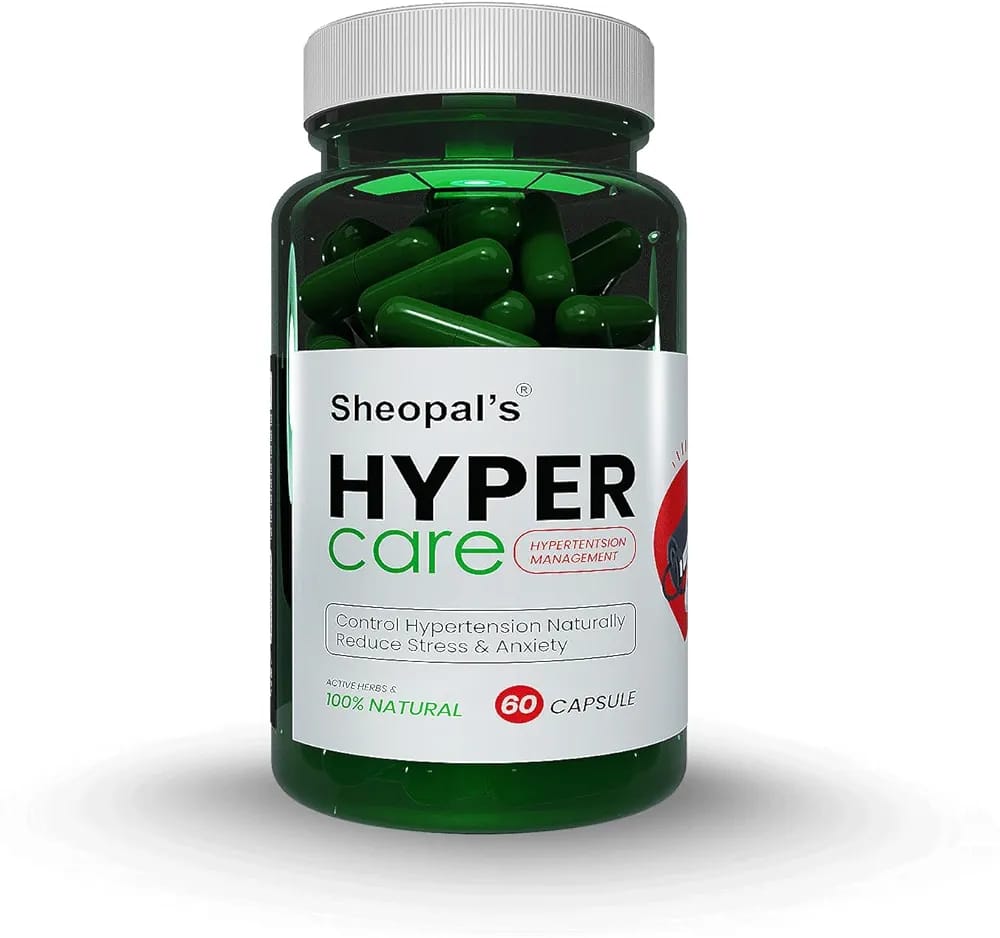 Sheopal's®
HYPER
care
HYPERTENTSION
MANAGEMENT
Control Hypertension Naturally
Reduce Stress & Anxiety
ACTIVE HERBS &
100% NATURAL
60 CAPSULE